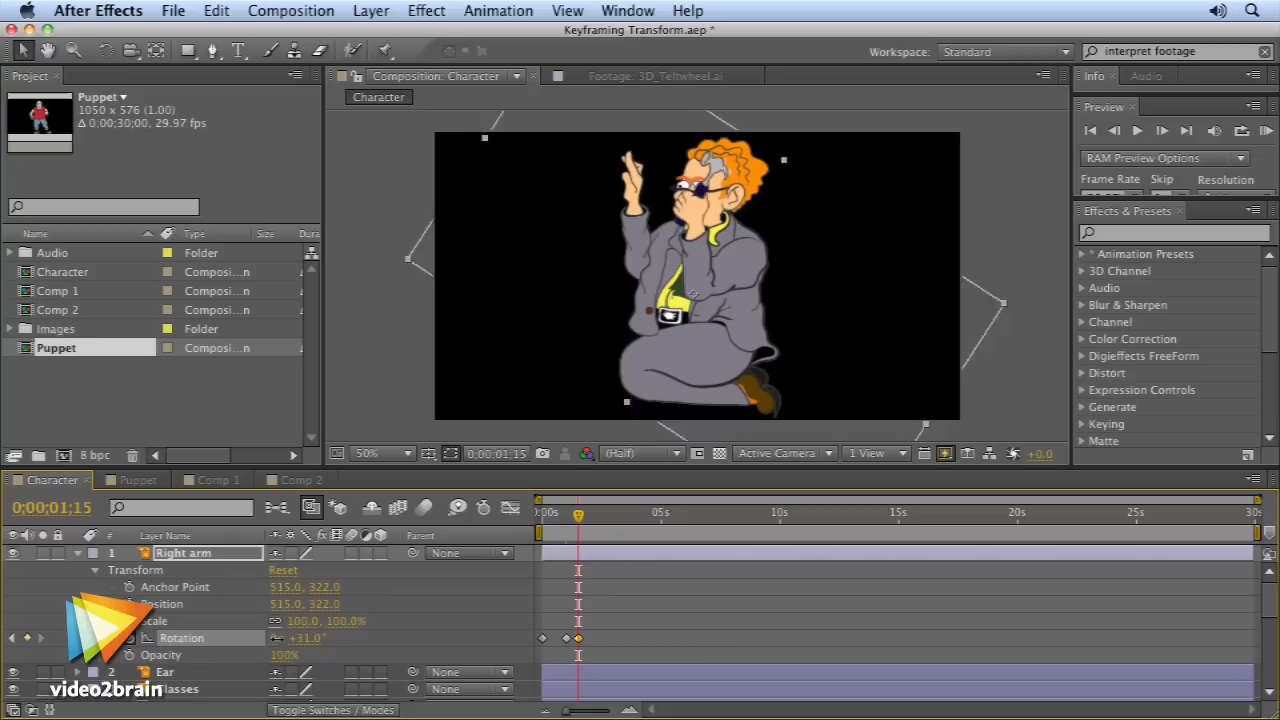 After Effects File Edit Composition Layer Effect Animation View Window Help
Keyframing Transform.aep *
Workspace: Standard interpret footage
Project
Puppet
1050 x 576 (1.00)
Δ 0;00;30;00, 29.97 fps
Composition: Character
Footage: 3D_Teltwheel.ai
Character
Info Audio
Preview
RAM Preview Options
Frame Rate Skip Resolution
Effects & Presets
Name Type Size Dura
Audio Folder
Character Composi...n
Comp 1 Composi...n
Comp 2 Composi...n
Images Folder
Puppet Composi...n
8 bpc
* Animation Presets
3D Channel
Audio
Blur & Sharpen
Channel
Color Correction
Digieffects FreeForm
Distort
Expression Controls
Generate
Keying
Matte
50% 0;00;01;15 (Half) Active Camera 1 View +0.0
Character Puppet Comp 1 Comp 2
0;00;01;15
:00s 05s 10s 15s 20s 25s 30s
# Layer Name Parent
1 Right arm None
Transform Reset
Anchor Point 515.0, 322.0
Position 515.0, 322.0
Scale 100.0, 100.0%
Rotation +31.0°
Opacity 100%
2 Ear None
Glasses None
Toggle Switches / Modes
video2brain